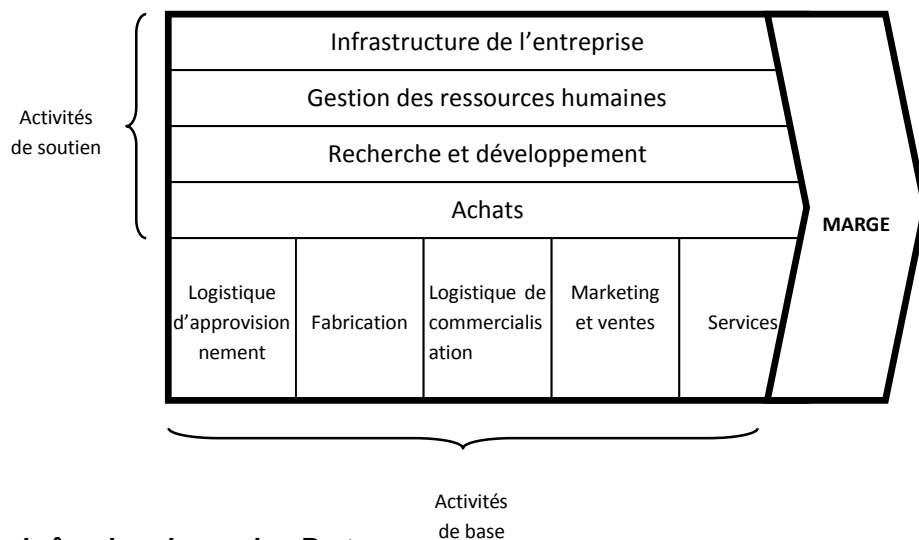 Infrastructure de l’entreprise
Gestion des ressources humaines
Activités
de soutien
Recherche et développement
Achats
MARGE
Logistique
d’approvision
nement
Fabrication
Logistique de
commercialis
ation
Marketing
et ventes
Services
Activités
de base